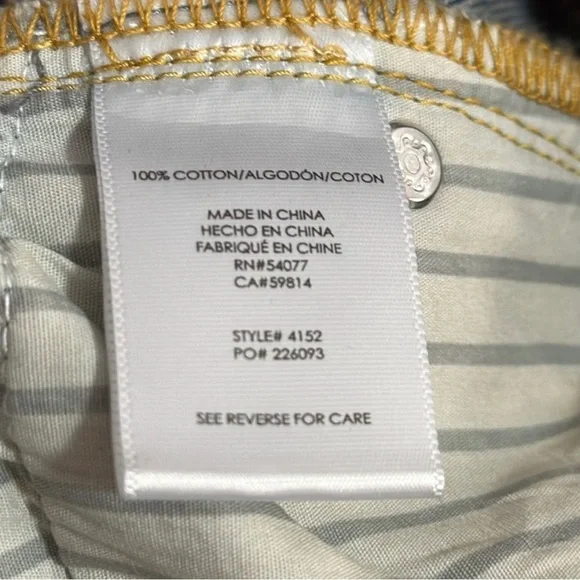 100% COTTON/ALGODÓN/COTON
MADE IN CHINA
HECHO EN CHINA
FABRIQUÉ EN CHINE
RN#54077
CA#59814
STYLE# 4152
PO# 226093
SEE REVERSE FOR CARE